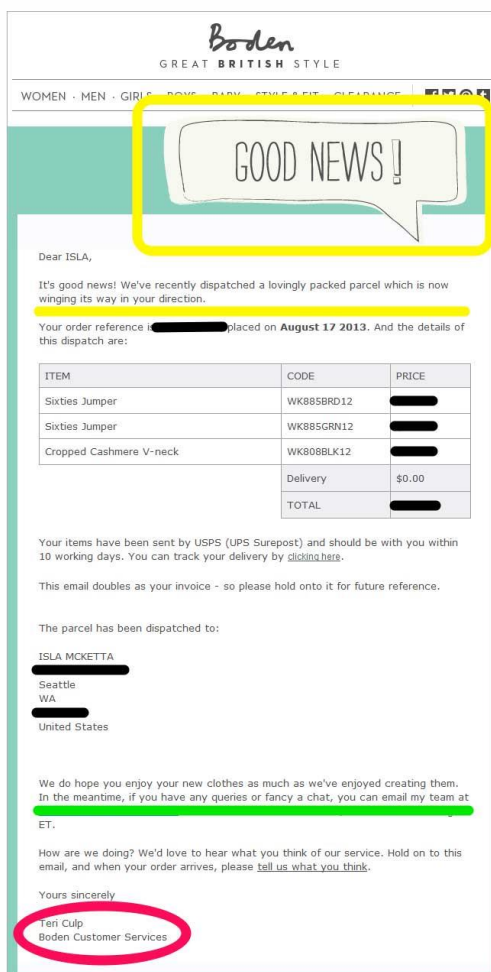 Boden
GREAT BRITISH STYLE
WOMEN · MEN · GIRLS · BOYS · BABY · STYLE & FIT · CLEARANCE
GOOD NEWS!
Dear ISLA,
It's good news! We've recently dispatched a lovingly packed parcel which is now
winging its way in your direction.
Your order reference is placed on August 17 2013. And the details of
this dispatch are:
ITEM CODE PRICE
Sixties Jumper WK885BRD12
Sixties Jumper WK885GRN12
Cropped Cashmere V-neck WK808BLK12
Delivery $0.00
TOTAL
Your items have been sent by USPS (UPS Surepost) and should be with you within
10 working days. You can track your delivery by clicking here.
This email doubles as your invoice - so please hold onto it for future reference.
The parcel has been dispatched to:
ISLA MCKETTA
Seattle
WA
United States
We do hope you enjoy your new clothes as much as we've enjoyed creating them.
In the meantime, if you have any queries or fancy a chat, you can email my team at
ET.
How are we doing? We'd love to hear what you think of our service. Hold on to this
email, and when your order arrives, please tell us what you think.
Yours sincerely
Teri Culp
Boden Customer Services